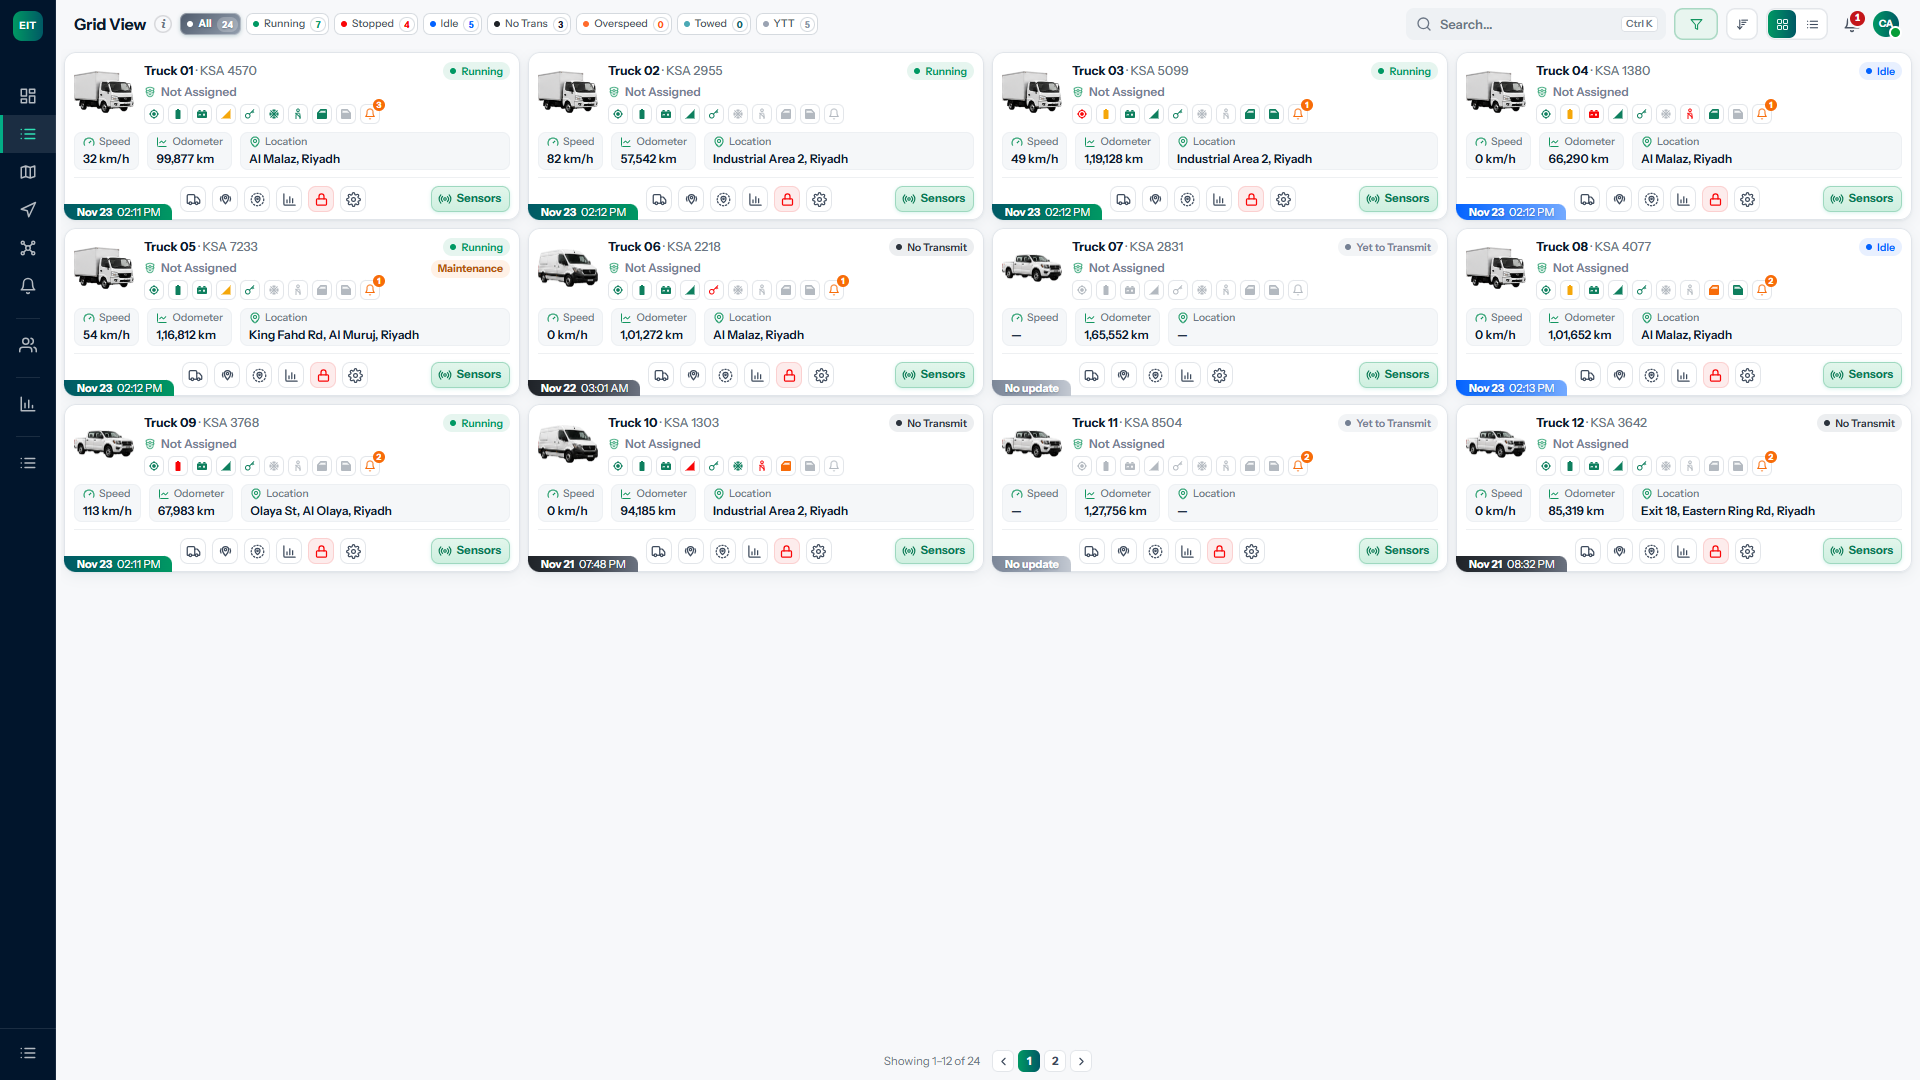 EIT
Grid View
All 24
Running 7
Stopped 4
Idle 5
No Trans 3
Overspeed 0
Towed 0
YTT 5
Search...
Ctrl K
1
CA
Truck 01 · KSA 4570
Running
Not Assigned
3
Speed
32 km/h
Odometer
99,877 km
Location
Al Malaz, Riyadh
Nov 23 02:11 PM
Sensors
Truck 02 · KSA 2955
Running
Not Assigned
Speed
82 km/h
Odometer
57,542 km
Location
Industrial Area 2, Riyadh
Nov 23 02:12 PM
Sensors
Truck 03 · KSA 5099
Running
Not Assigned
1
Speed
49 km/h
Odometer
1,19,128 km
Location
Industrial Area 2, Riyadh
Nov 23 02:12 PM
Sensors
Truck 04 · KSA 1380
Idle
Not Assigned
1
Speed
0 km/h
Odometer
66,290 km
Location
Al Malaz, Riyadh
Nov 23 02:12 PM
Sensors
Truck 05 · KSA 7233
Running
Not Assigned
Maintenance
1
Speed
54 km/h
Odometer
1,16,812 km
Location
King Fahd Rd, Al Muruj, Riyadh
Nov 23 02:12 PM
Sensors
Truck 06 · KSA 2218
No Transmit
Not Assigned
1
Speed
0 km/h
Odometer
1,01,272 km
Location
Al Malaz, Riyadh
Nov 22 03:01 AM
Sensors
Truck 07 · KSA 2831
Yet to Transmit
Not Assigned
Speed
—
Odometer
1,65,552 km
Location
—
No update
Sensors
Truck 08 · KSA 4077
Idle
Not Assigned
2
Speed
0 km/h
Odometer
1,01,652 km
Location
Al Malaz, Riyadh
Nov 23 02:13 PM
Sensors
Truck 09 · KSA 3768
Running
Not Assigned
2
Speed
113 km/h
Odometer
67,983 km
Location
Olaya St, Al Olaya, Riyadh
Nov 23 02:11 PM
Sensors
Truck 10 · KSA 1303
No Transmit
Not Assigned
Speed
0 km/h
Odometer
94,185 km
Location
Industrial Area 2, Riyadh
Nov 21 07:48 PM
Sensors
Truck 11 · KSA 8504
Yet to Transmit
Not Assigned
2
Speed
—
Odometer
1,27,756 km
Location
—
No update
Sensors
Truck 12 · KSA 3642
No Transmit
Not Assigned
2
Speed
0 km/h
Odometer
85,319 km
Location
Exit 18, Eastern Ring Rd, Riyadh
Nov 21 08:32 PM
Sensors
Showing 1–12 of 24
1
2